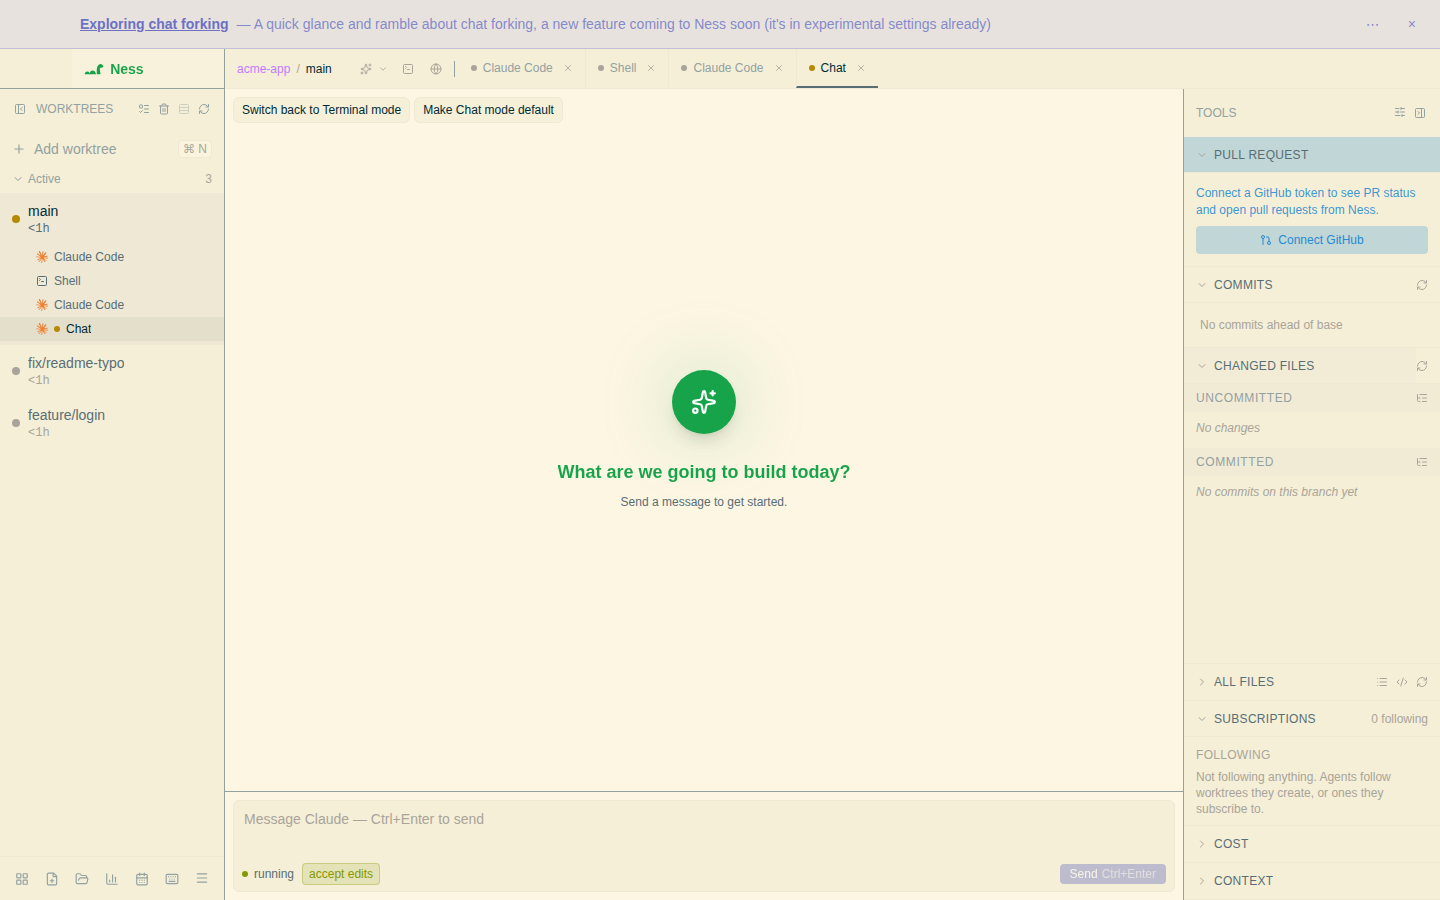 Exploring chat forking — A quick glance and ramble about chat forking, a new feature coming to Ness soon (it's in experimental settings already)
Ness
acme-app / main
Claude Code
Shell
Claude Code
Chat
WORKTREES
Add worktree
⌘ N
Active
3
main
<1h
Claude Code
Shell
Claude Code
Chat
fix/readme-typo
<1h
feature/login
<1h
Switch back to Terminal mode
Make Chat mode default
What are we going to build today?
Send a message to get started.
Message Claude — Ctrl+Enter to send
running
accept edits
Send Ctrl+Enter
TOOLS
PULL REQUEST
Connect a GitHub token to see PR status
and open pull requests from Ness.
Connect GitHub
COMMITS
No commits ahead of base
CHANGED FILES
UNCOMMITTED
No changes
COMMITTED
No commits on this branch yet
ALL FILES
SUBSCRIPTIONS
0 following
FOLLOWING
Not following anything. Agents follow
worktrees they create, or ones they
subscribe to.
COST
CONTEXT